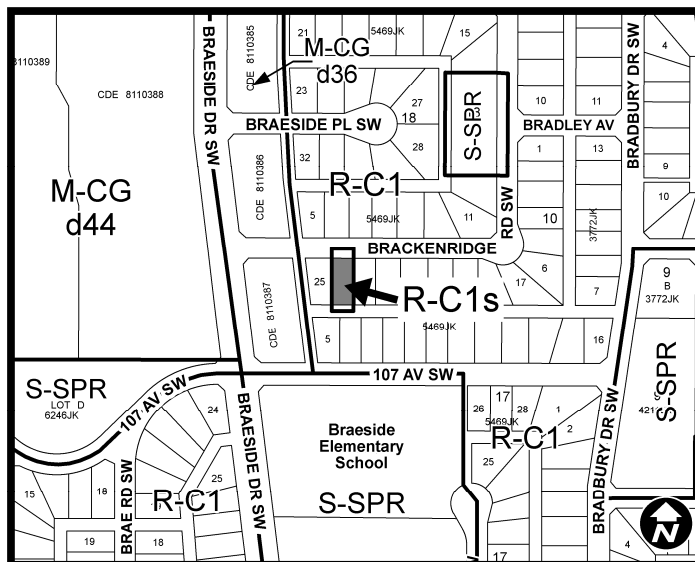 21
5469JK
15
BRAESIDE DR SW
CDE 8110385
M-CG
d36
4
3110389
CDE 8110388
BRADBURY DR SW
23
27
18
S-SPR
10
11
BRAESIDE PL SW
BRADLEY AV
28
1
13
32
CDE 8110386
9
M-CG
d44
R-C1
5
5469JK
11
RD SW
10
3772JK
10
BRACKENRIDGE
25
R-C1s
17
6
7
9
B
3772JK
CDE 8110387
5
5469JK
16
S-SPR
LOT D
6246JK
107 AV SW
107 AV SW
S-SPR
24
BRAESIDE DR SW
Braeside
Elementary
School
S-SPR
26
17
28
5469JK
1
R-C1
2
25
BRADBURY DR SW
15
18
BRAE RD SW
R-C1
25
19
18
17
4
N